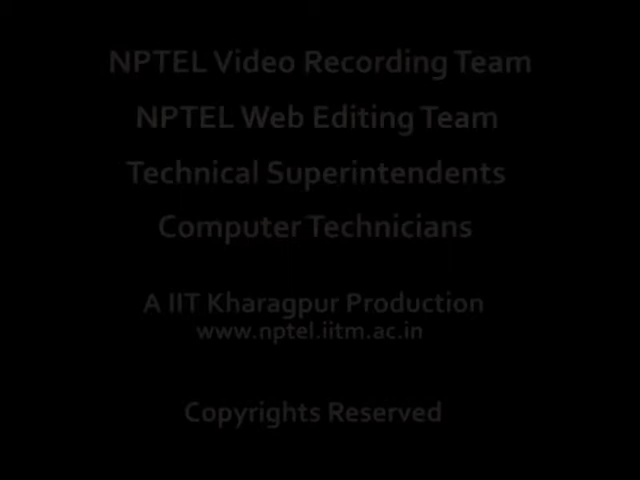 NPTEL Video Recording Team
NPTEL Web Editing Team
Technical Superintendents
Computer Technicians
A IIT Kharagpur Production
www.nptel.iitm.ac.in
Copyrights Reserved